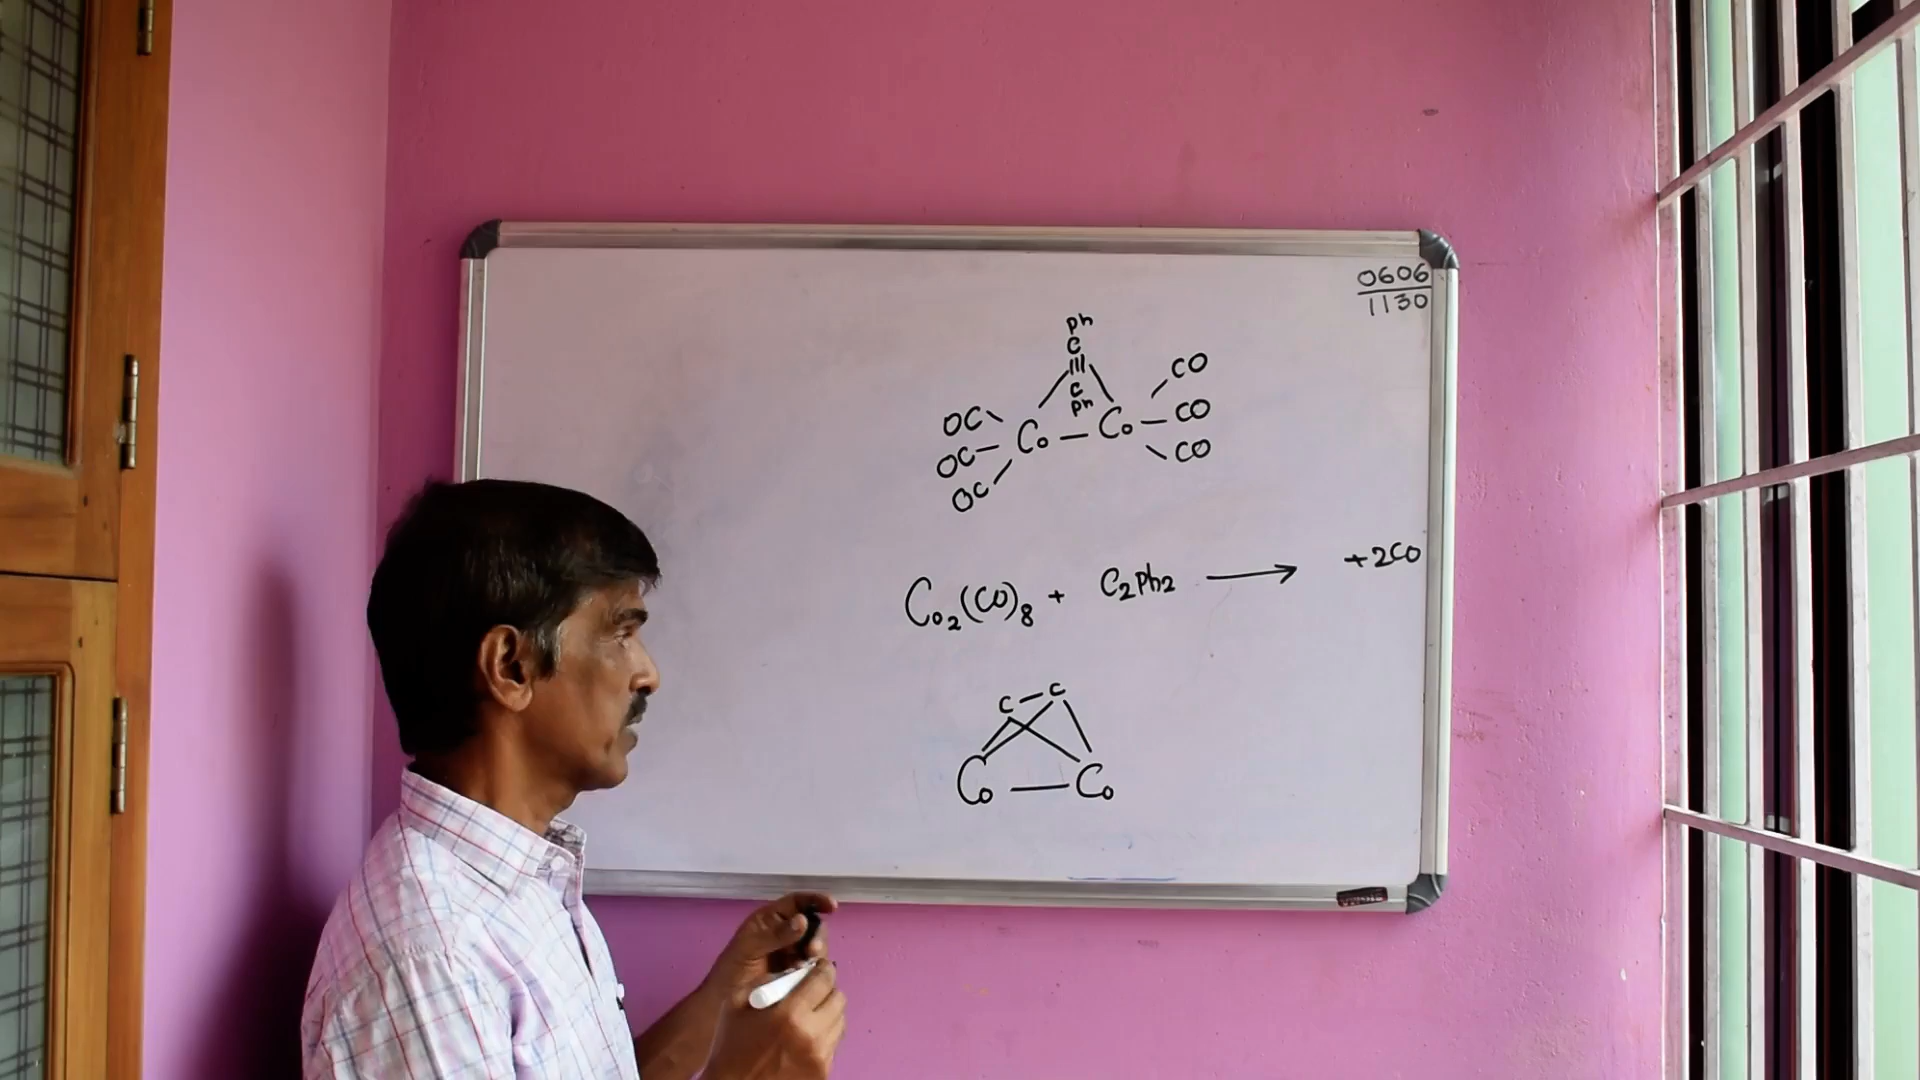 0606
1130
Ph
C
|||
C
Ph
OC
OC
OC
Co — Co
CO
CO
CO
Co₂(CO)₈ + C₂Ph₂ ⟶ +2CO
C — C
Co — Co